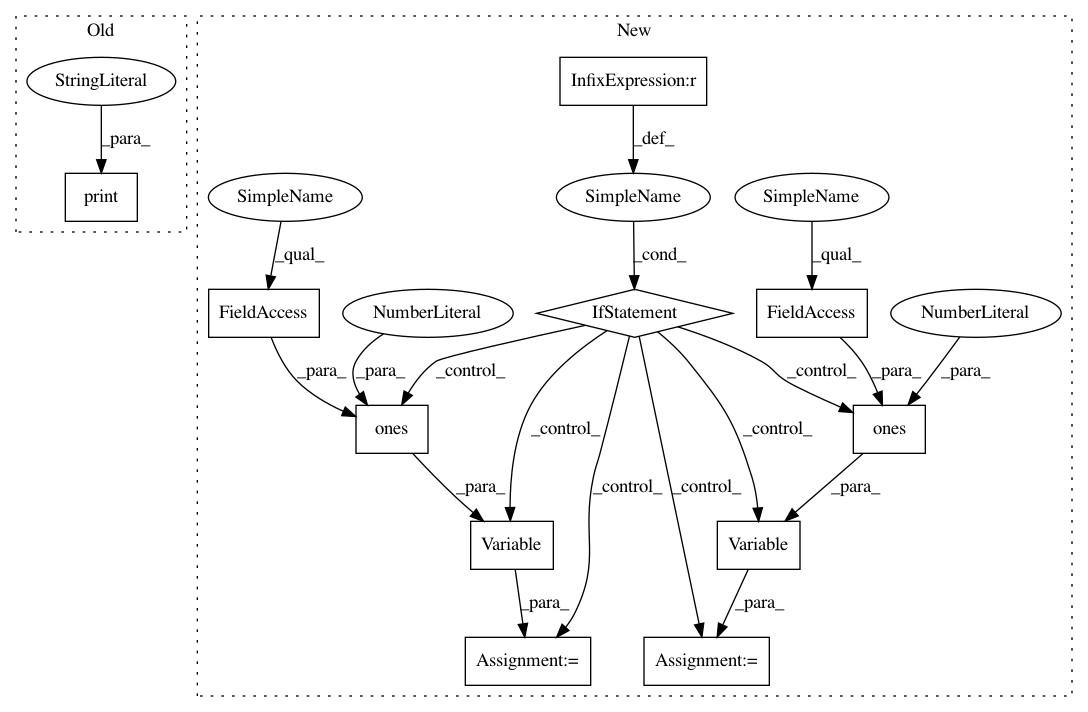 Old
New
StringLiteral
InfixExpression:r
_para_
_def_
print
SimpleName
SimpleName
SimpleName
_qual_
_cond_
_qual_
FieldAccess
NumberLiteral
IfStatement
FieldAccess
NumberLiteral
_para_
_para_
_control_
_control_
_para_
_para_
ones
_control_
_control_
ones
_para_
_control_
_control_
_para_
Variable
Variable
_para_
_para_
Assignment:=
Assignment:=